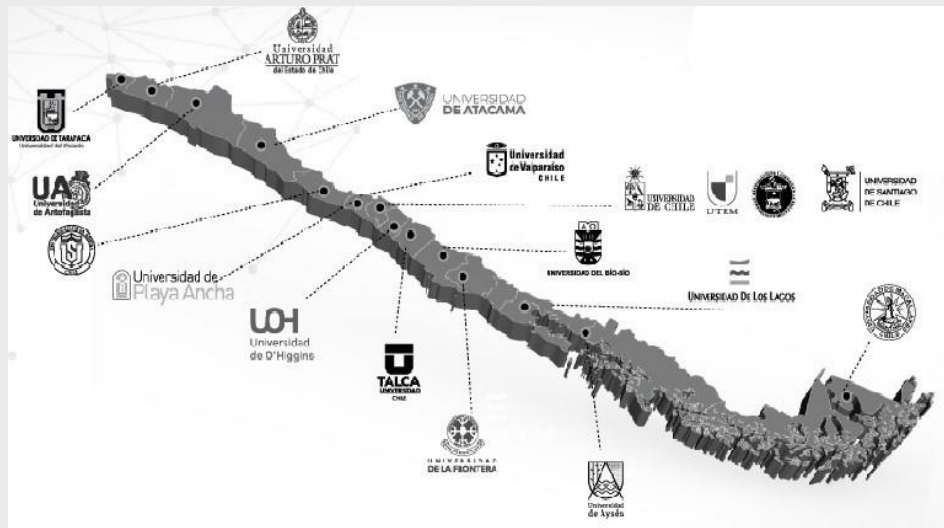 Universidad
ARTURO PRAT
del Estado de Chile
UNIVERSIDAD
DE ATACAMA
UNIVERSIDAD DE TARAPACA
Universidad
de Valparaíso
CHILE
UA
Universidad
de Antofagasta
UNIVERSIDAD
DE CHILE
UTEM
UNIVERSIDAD
DE SANTIAGO
DE CHILE
UNIVERSIDAD DEL BÍO-BÍO
Universidad de
Playa Ancha
UNIVERSIDAD DE LOS LAGOS
UOH
Universidad
de O'Higgins
TALCA
UNIVERSIDAD
CHILE
UNIVERSIDAD
DE LA FRONTERA
Universidad
de Aysén